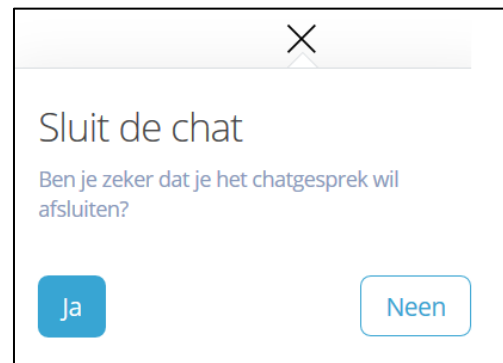 Sluit de chat
Ben je zeker dat je het chatgesprek wil
afsluiten?
Ja
Neen